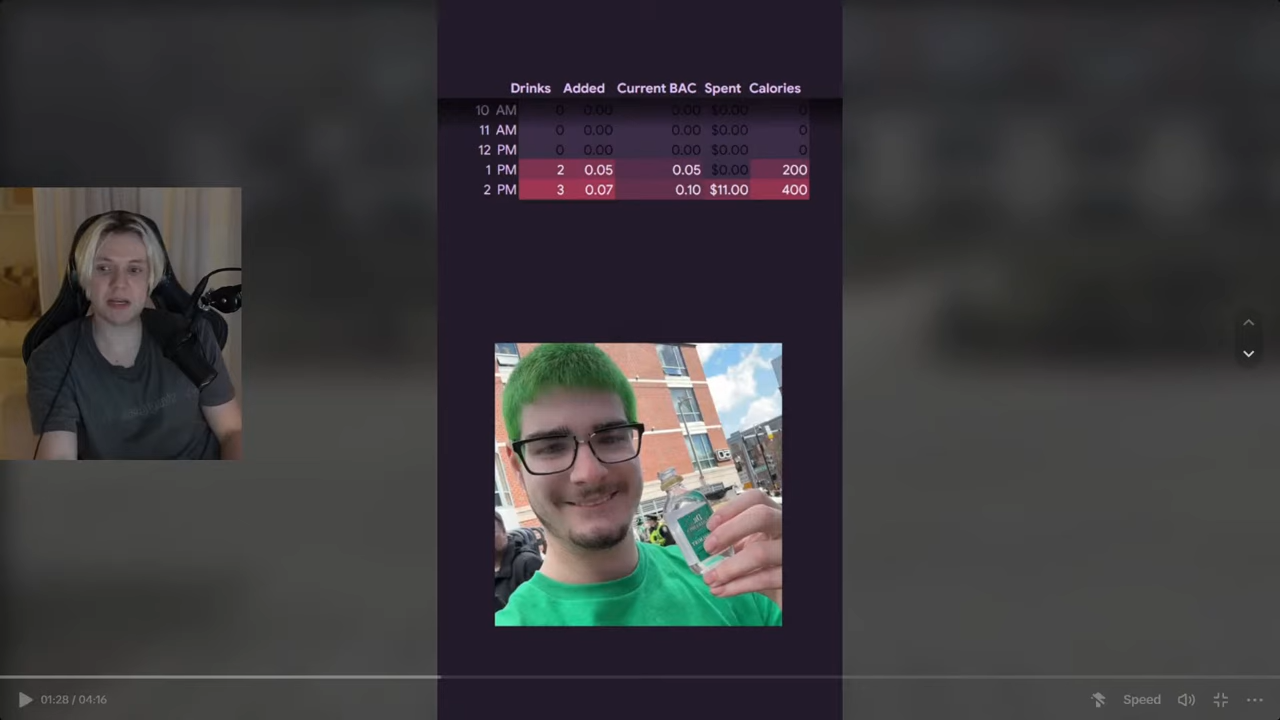 Drinks Added Current BAC Spent Calories
10 AM 0 0.00 0.00 $0.00 0
11 AM 0 0.00 0.00 $0.00 0
12 PM 0 0.00 0.00 $0.00 0
1 PM 2 0.05 0.05 $0.00 200
2 PM 3 0.07 0.10 $11.00 400
01:28 / 04:16
Speed